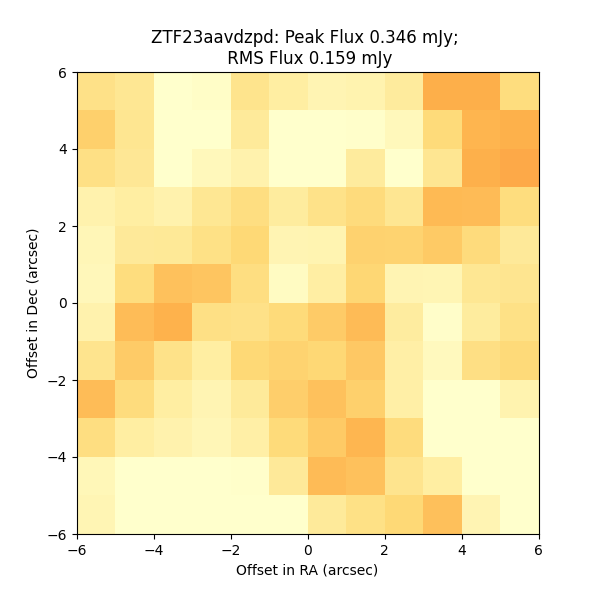 ZTF23aavdzpd: Peak Flux 0.346 mJy;
RMS Flux 0.159 mJy
6
4
2
0
−2
−4
−6
Offset in Dec (arcsec)
−6 −4 −2 0 2 4 6
Offset in RA (arcsec)